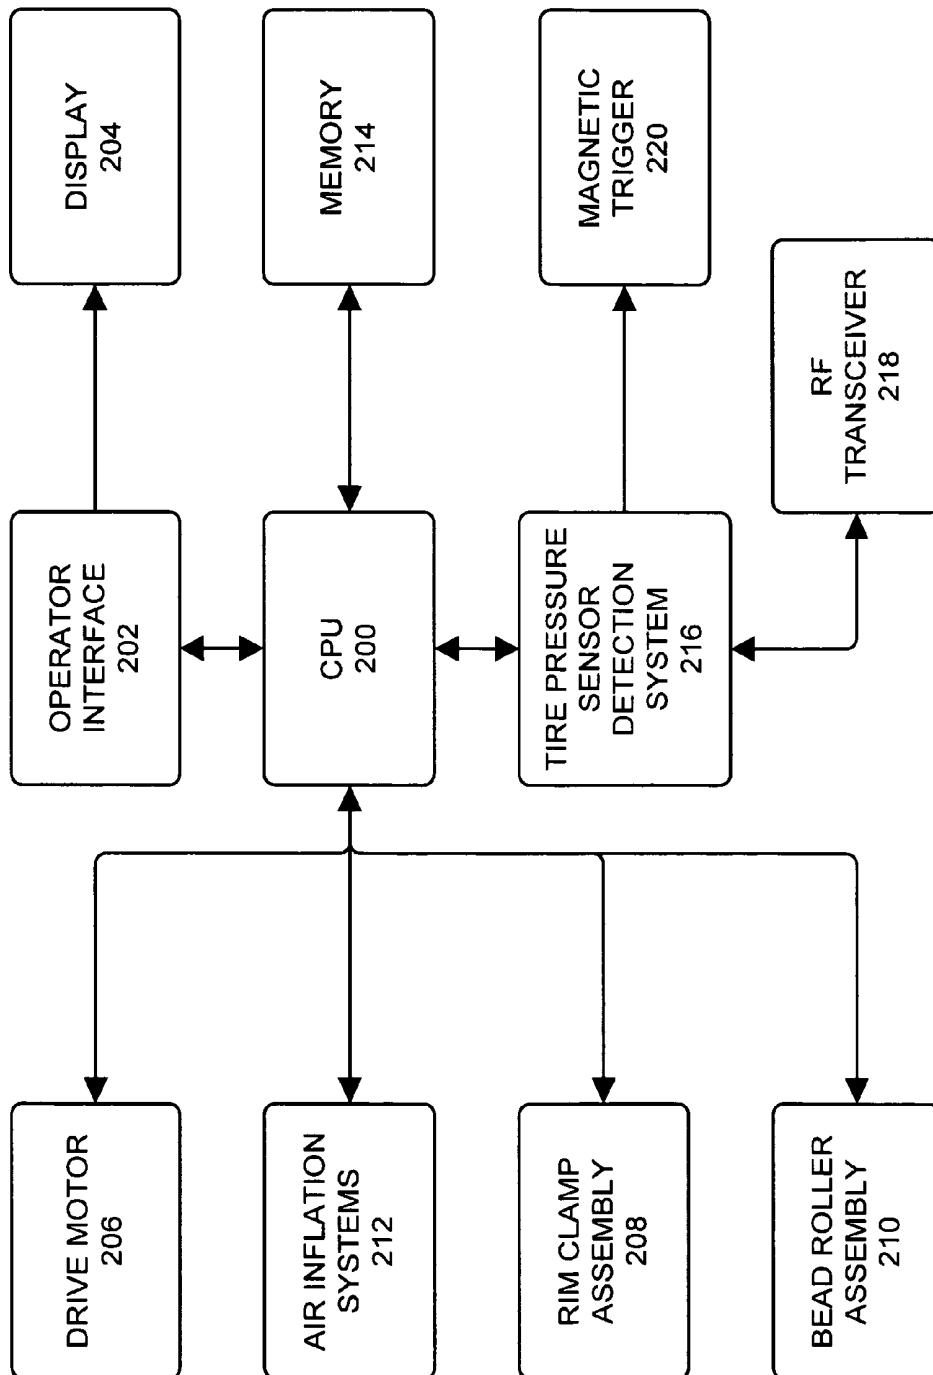 DRIVE MOTOR
206
OPERATOR
INTERFACE
202
DISPLAY
204
AIR INFLATION
SYSTEMS
212
CPU
200
MEMORY
214
RIM CLAMP
ASSEMBLY
208
TIRE PRESSURE
SENSOR
DETECTION
SYSTEM
216
MAGNETIC
TRIGGER
220
BEAD ROLLER
ASSEMBLY
210
RF
TRANSCEIVER
218